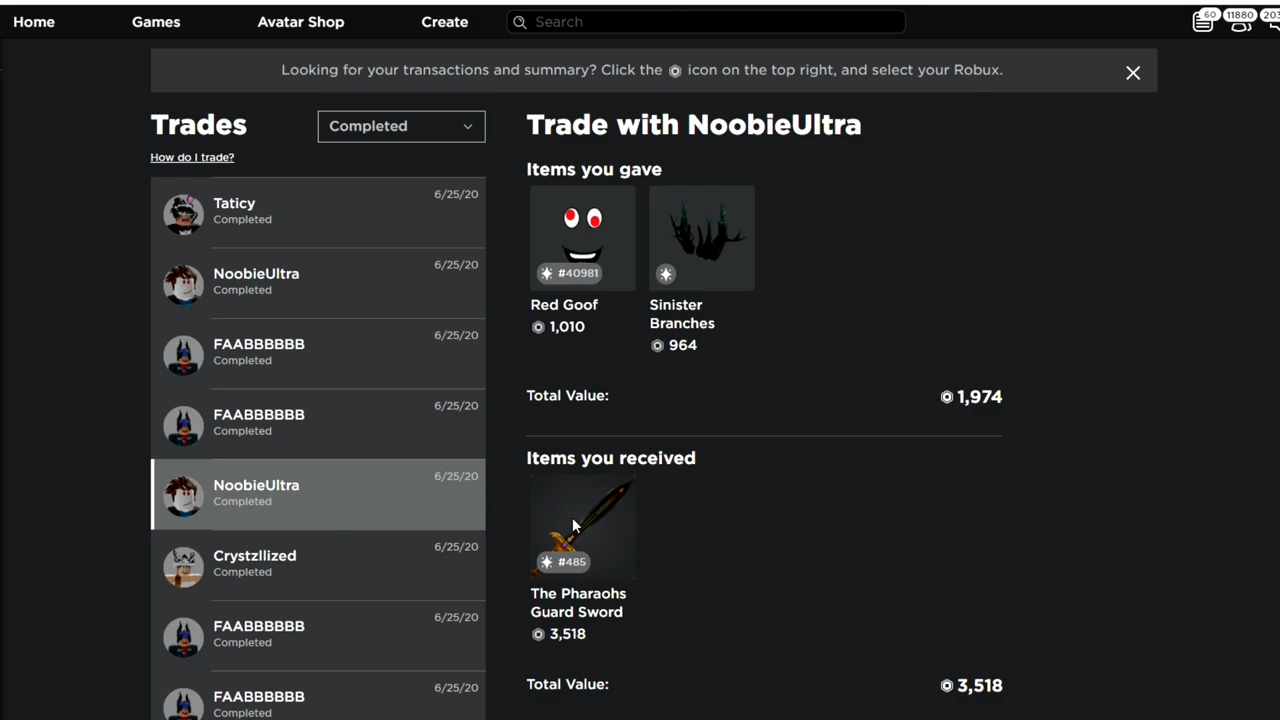 Home Games Avatar Shop Create Search 60 11880 203
Looking for your transactions and summary? Click the icon on the top right, and select your Robux.
Trades Completed
How do I trade?
Taticy 6/25/20
Completed
NoobieUltra 6/25/20
Completed
FAABBBBBB 6/25/20
Completed
FAABBBBBB 6/25/20
Completed
NoobieUltra 6/25/20
Completed
Crystzllized 6/25/20
Completed
FAABBBBBB 6/25/20
Completed
FAABBBBBB 6/25/20
Completed
Trade with NoobieUltra
Items you gave
#40981
Red Goof
1,010
Sinister
Branches
964
Total Value: 1,974
Items you received
#485
The Pharaohs
Guard Sword
3,518
Total Value: 3,518